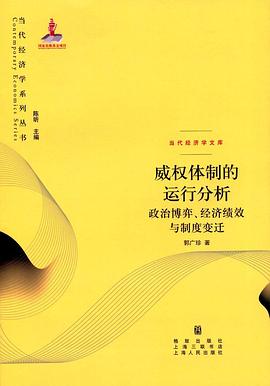 当代经济学系列丛书
Contemporary Economics Series
陈昕 主编
当代经济学文库
威权体制的
运行分析
政治博弈、经济绩效
与制度变迁
郭广珍 著
格致出版社
上海三联书店
上海人民出版社